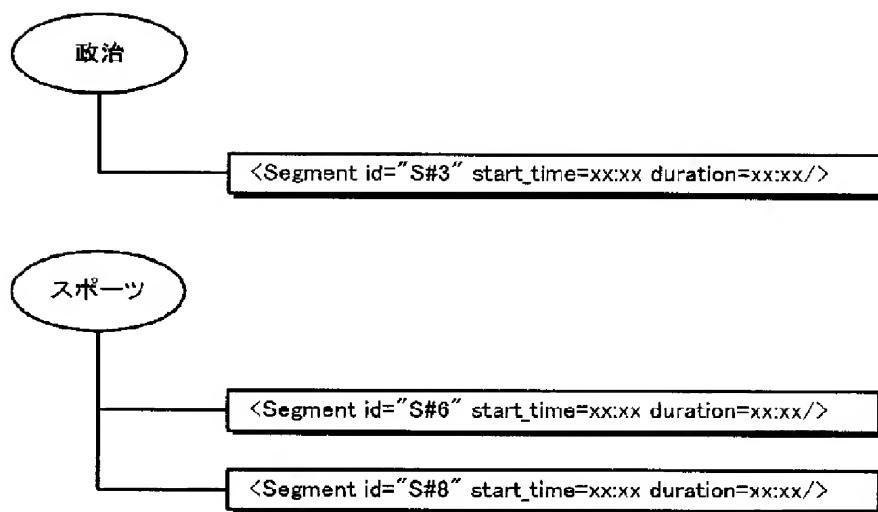 政治
<Segment id="S#3" start_time=xx:xx duration=xx:xx/>
スポーツ
<Segment id="S#6" start_time=xx:xx duration=xx:xx/>
<Segment id="S#8" start_time=xx:xx duration=xx:xx/>